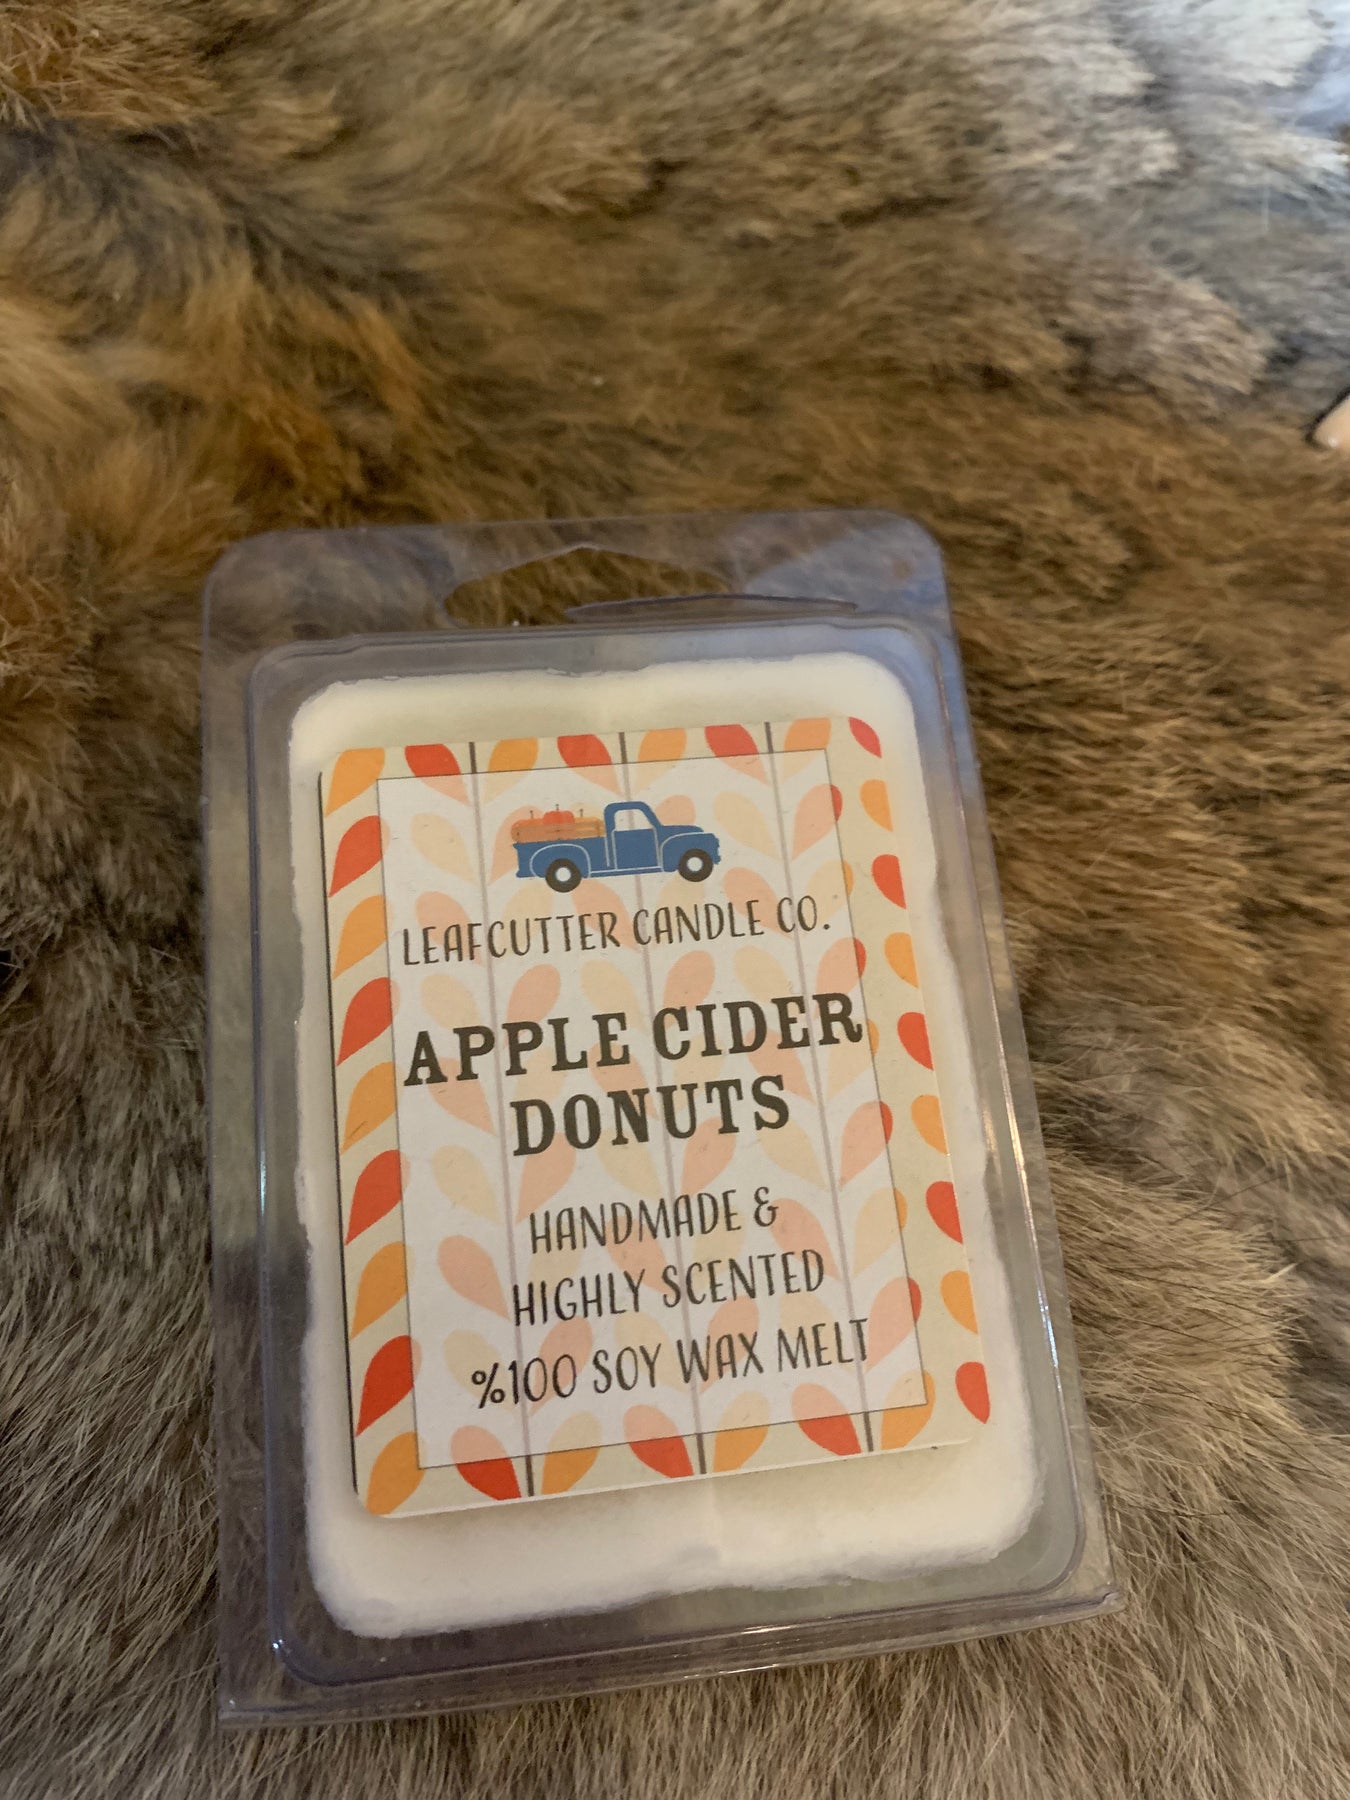 LEAFCUTTER CANDLE CO.
APPLE CIDER
DONUTS
HANDMADE &
HIGHLY SCENTED
%100 SOY WAX MELT